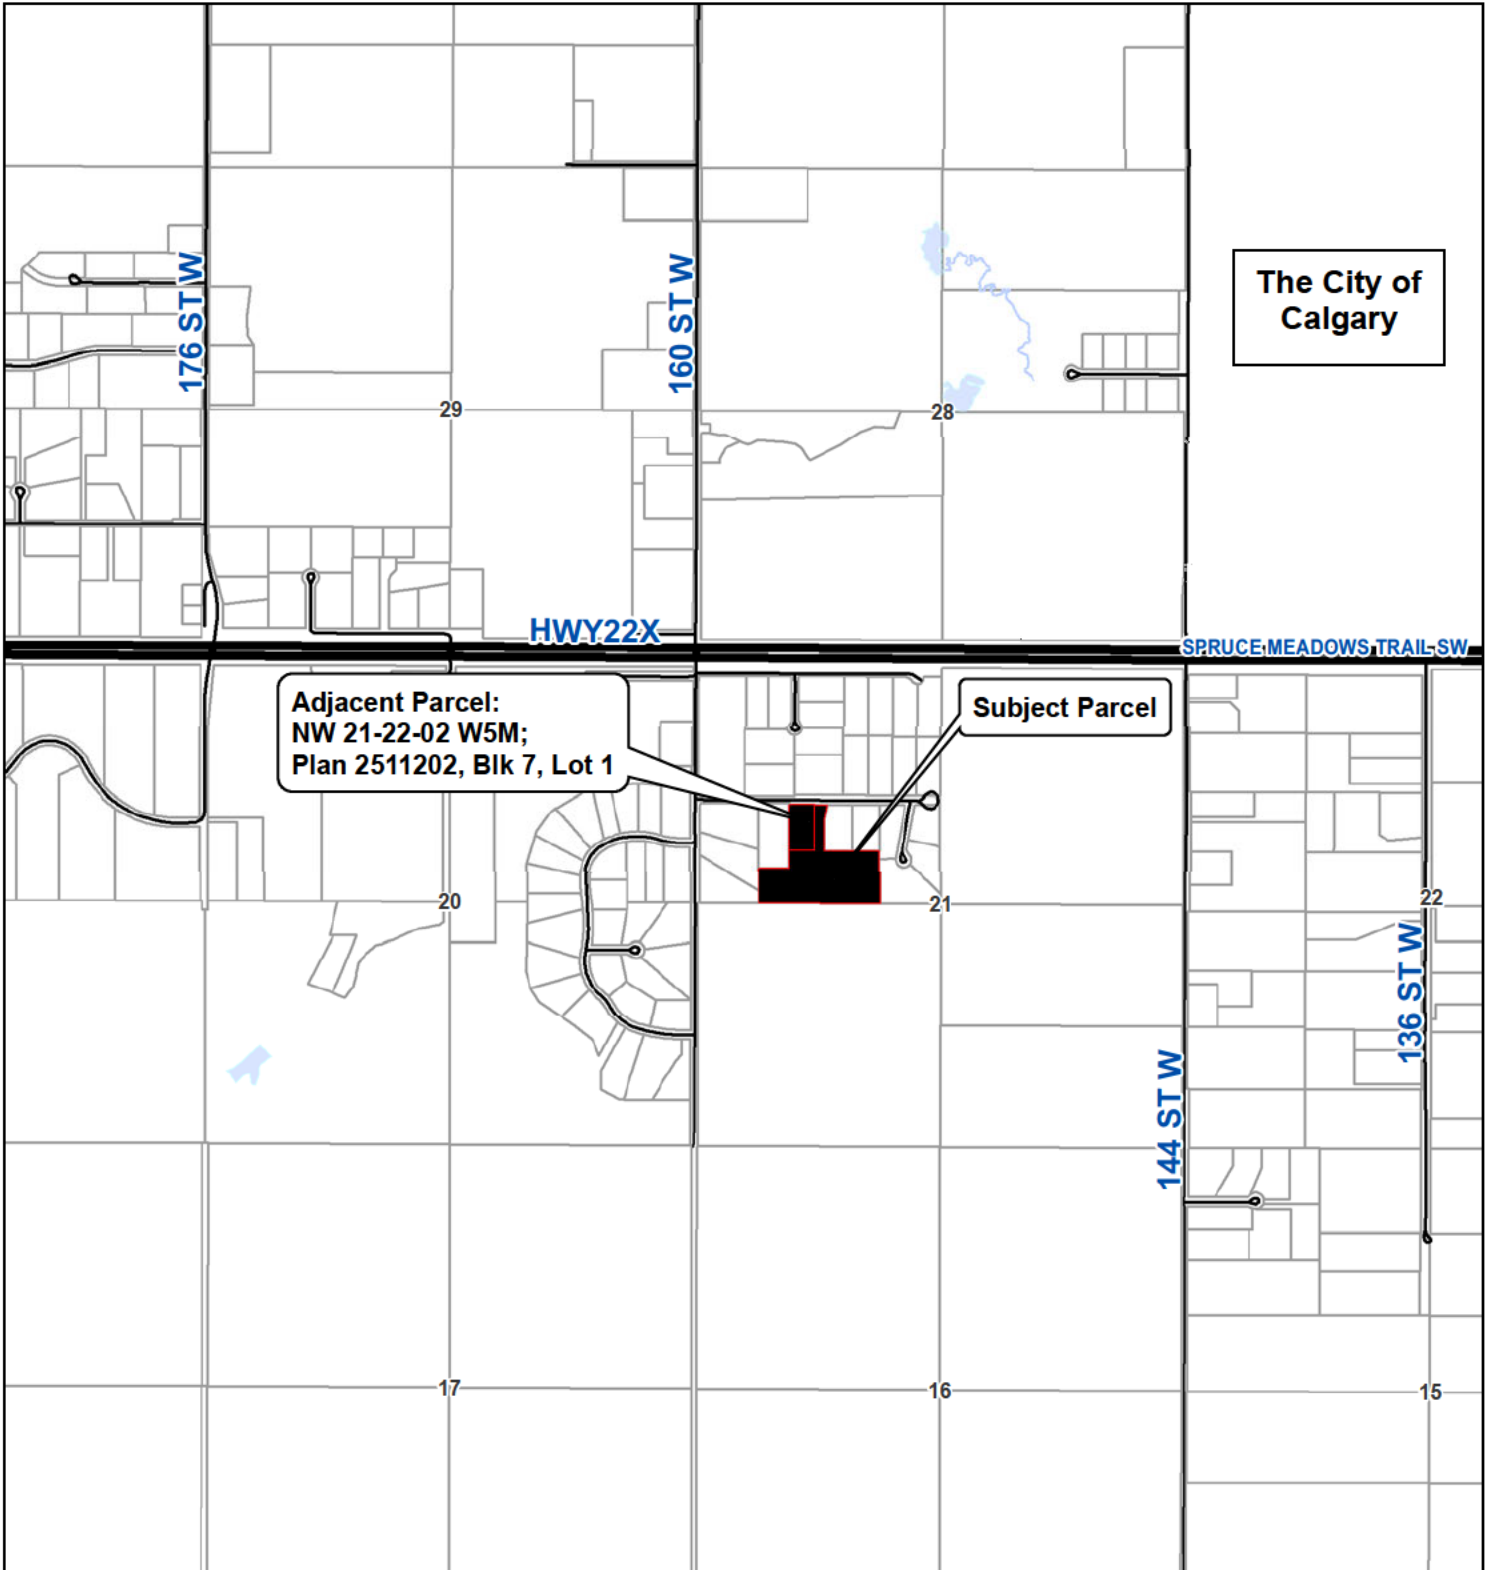 176 ST W
160 ST W
The City of
Calgary
29
28
HWY22X
SPRUCE MEADOWS TRAIL SW
Adjacent Parcel:
NW 21-22-02 W5M;
Plan 2511202, Blk 7, Lot 1
Subject Parcel
20
21
22
136 ST W
144 ST W
17
16
15